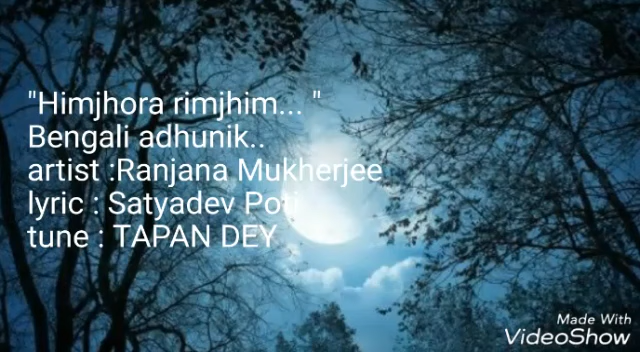 "Himjhora rimjhim... "
Bengali adhunik..
artist :Ranjana Mukherjee
lyric : Satyadev Poti
tune : TAPAN DEY
Made With
VideoShow